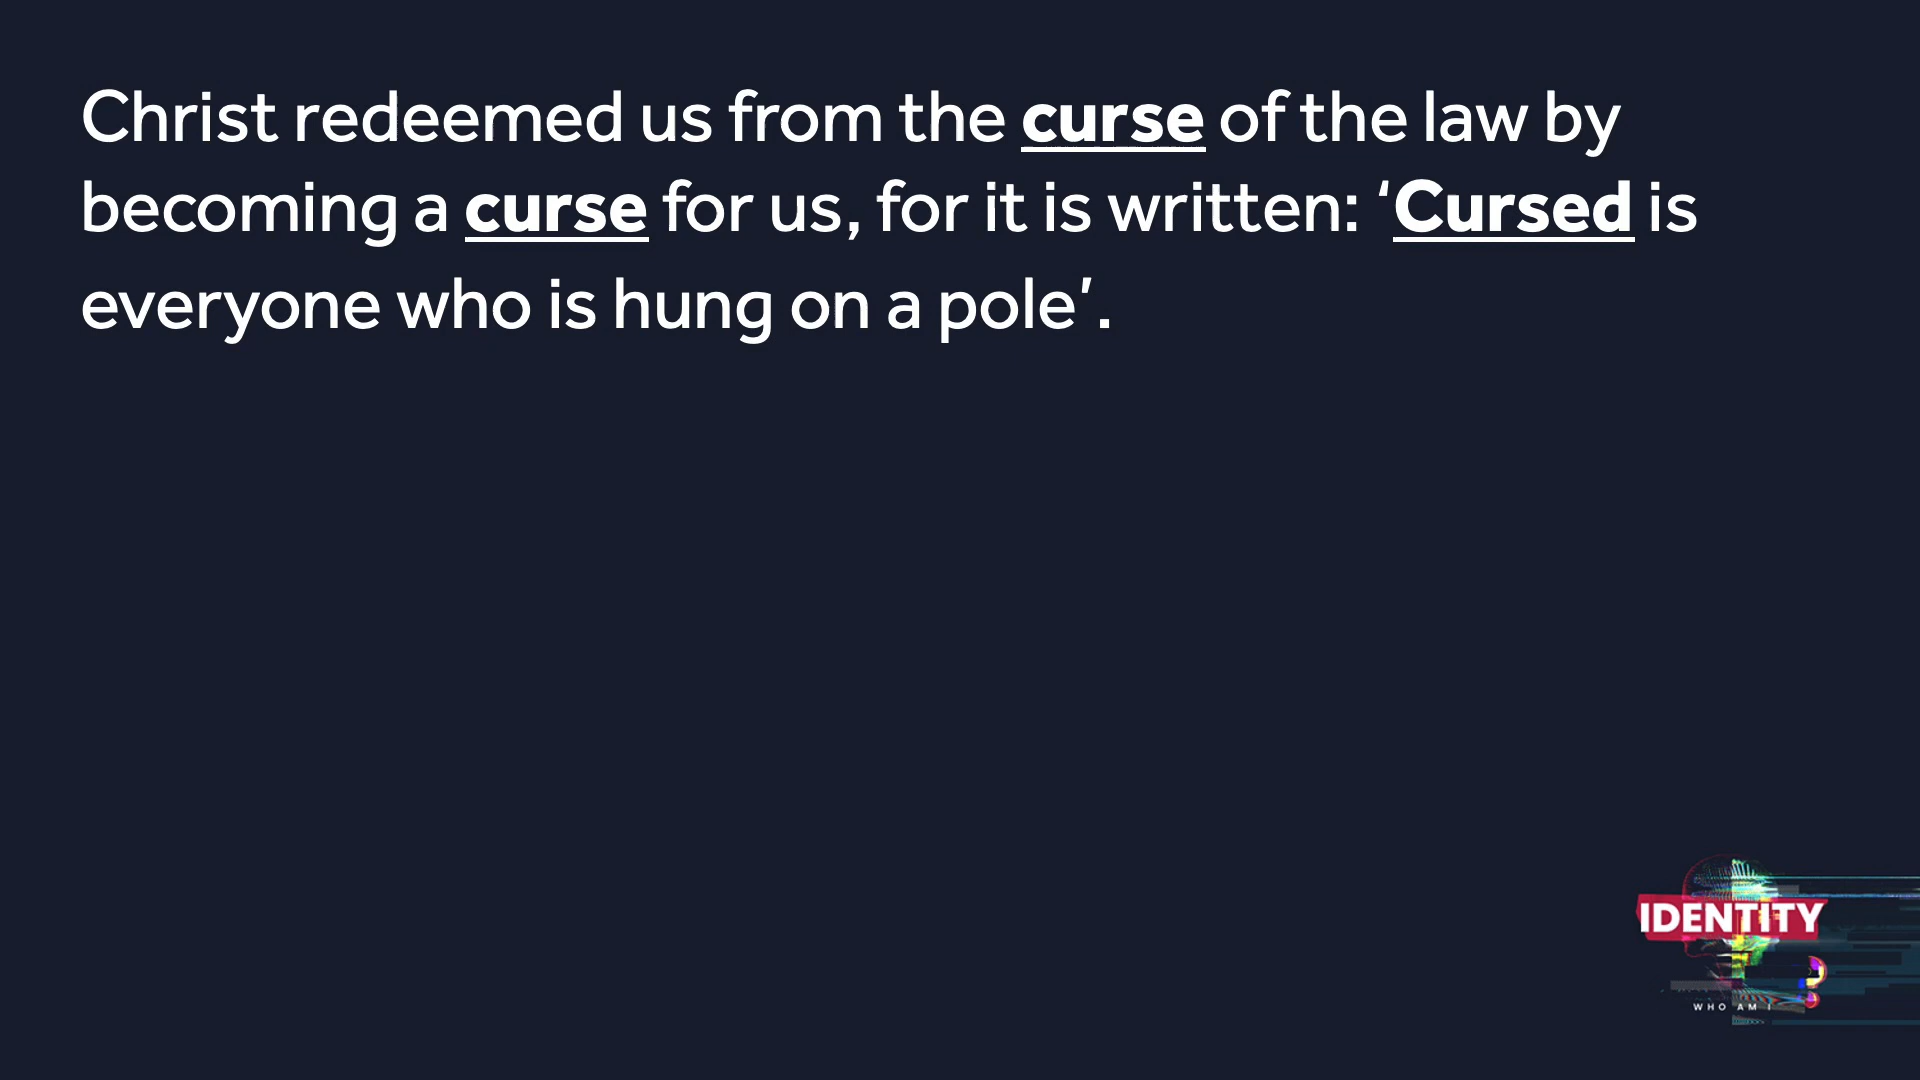 Christ redeemed us from the curse of the law by
becoming a curse for us, for it is written: ‘Cursed is
everyone who is hung on a pole’.
IDENTITY
WHO AM I